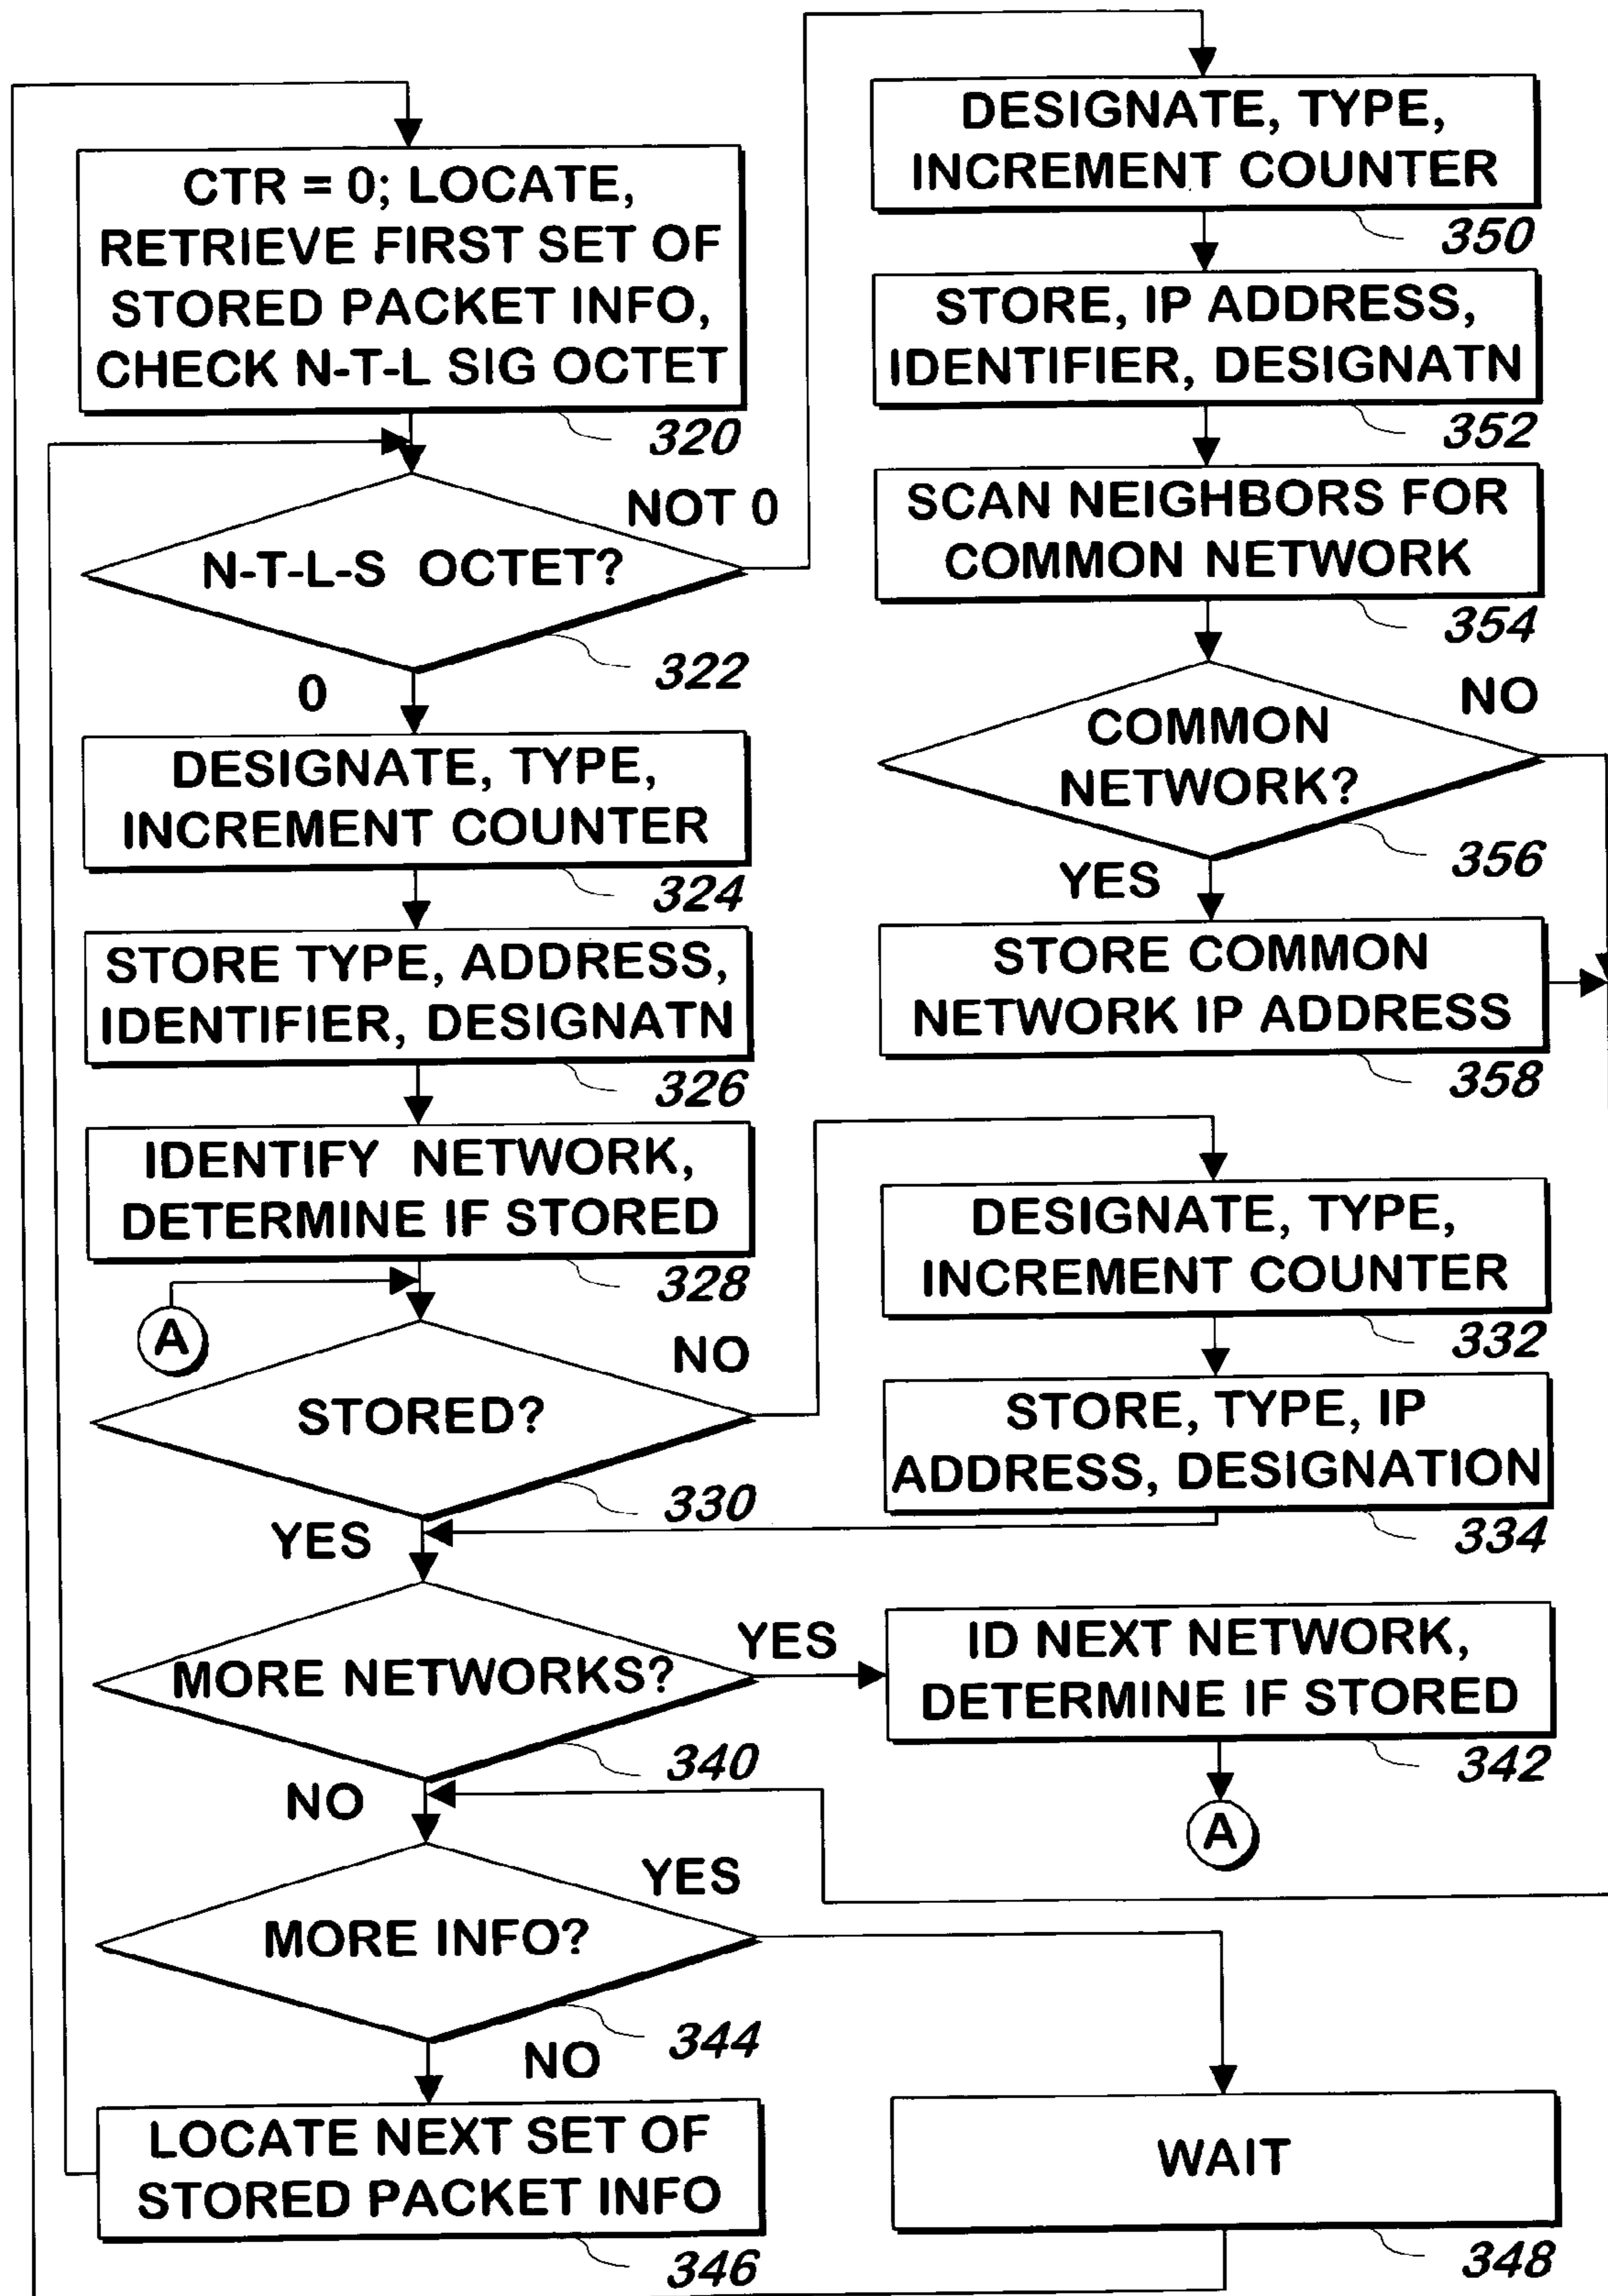 CTR = 0; LOCATE,
RETRIEVE FIRST SET OF
STORED PACKET INFO,
CHECK N-T-L SIG OCTET
320
N-T-L-S OCTET?
NOT 0
322
0
DESIGNATE, TYPE,
INCREMENT COUNTER
324
STORE TYPE, ADDRESS,
IDENTIFIER, DESIGNATN
326
IDENTIFY NETWORK,
DETERMINE IF STORED
328
A
STORED?
NO
330
YES
MORE NETWORKS?
YES
340
NO
MORE INFO?
YES
344
NO
LOCATE NEXT SET OF
STORED PACKET INFO
346
DESIGNATE, TYPE,
INCREMENT COUNTER
350
STORE, IP ADDRESS,
IDENTIFIER, DESIGNATN
352
SCAN NEIGHBORS FOR
COMMON NETWORK
354
COMMON
NETWORK?
NO
356
YES
STORE COMMON
NETWORK IP ADDRESS
358
DESIGNATE, TYPE,
INCREMENT COUNTER
332
STORE, TYPE, IP
ADDRESS, DESIGNATION
334
ID NEXT NETWORK,
DETERMINE IF STORED
342
A
WAIT
348